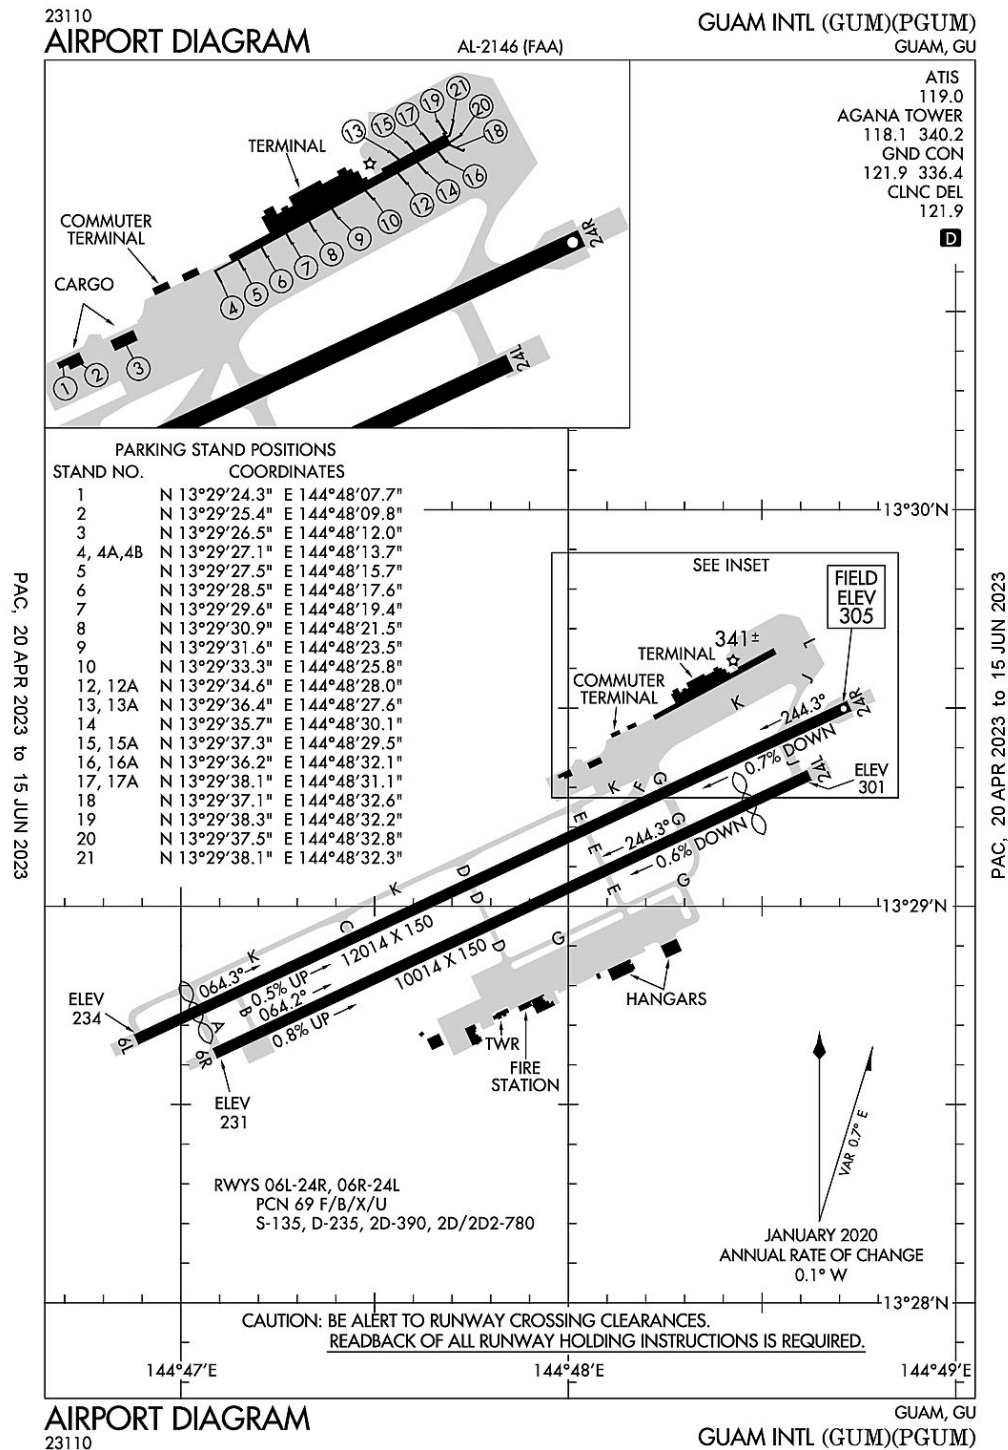 23110
AIRPORT DIAGRAM
AL-2146 (FAA)
GUAM INTL (GUM)(PGUM)
GUAM, GU
ATIS
119.0
AGANA TOWER
118.1 340.2
GND CON
121.9 336.4
CLNC DEL
121.9
D
TERMINAL
COMMUTER
TERMINAL
CARGO
1
2
3
4
5
6
7
8
9
10
12
14
16
13
15
17
19
21
20
18
24R
24L
PARKING STAND POSITIONS
STAND NO. COORDINATES
1 N 13°29'24.3" E 144°48'07.7"
2 N 13°29'25.4" E 144°48'09.8"
3 N 13°29'26.5" E 144°48'12.0"
4, 4A,4B N 13°29'27.1" E 144°48'13.7"
5 N 13°29'27.5" E 144°48'15.7"
6 N 13°29'28.5" E 144°48'17.6"
7 N 13°29'29.6" E 144°48'19.4"
8 N 13°29'30.9" E 144°48'21.5"
9 N 13°29'31.6" E 144°48'23.5"
10 N 13°29'33.3" E 144°48'25.8"
12, 12A N 13°29'34.6" E 144°48'28.0"
13, 13A N 13°29'36.4" E 144°48'27.6"
14 N 13°29'35.7" E 144°48'30.1"
15, 15A N 13°29'37.3" E 144°48'29.5"
16, 16A N 13°29'36.2" E 144°48'32.1"
17, 17A N 13°29'38.1" E 144°48'31.1"
18 N 13°29'37.1" E 144°48'32.6"
19 N 13°29'38.3" E 144°48'32.2"
20 N 13°29'37.5" E 144°48'32.8"
21 N 13°29'38.1" E 144°48'32.3"
13°30'N
SEE INSET
FIELD
ELEV
305
341±
TERMINAL
COMMUTER
TERMINAL
L
K
J
J
24R
244.3°
0.7% DOWN
24L
ELEV
301
K
F
G
E
G
244.3°
0.6% DOWN
E
E
G
G
D
D
D
K
C
K
13°29'N
12014 X 150
10014 X 150
064.3°
0.5% UP
064.2°
0.8% UP
A
B
ELEV
234
6L
6R
ELEV
231
HANGARS
TWR
FIRE
STATION
VAR 0.7° E
JANUARY 2020
ANNUAL RATE OF CHANGE
0.1° W
RWYS 06L-24R, 06R-24L
PCN 69 F/B/X/U
S-135, D-235, 2D-390, 2D/2D2-780
13°28'N
CAUTION: BE ALERT TO RUNWAY CROSSING CLEARANCES.
READBACK OF ALL RUNWAY HOLDING INSTRUCTIONS IS REQUIRED.
144°47'E
144°48'E
144°49'E
PAC, 20 APR 2023 to 15 JUN 2023
PAC, 20 APR 2023 to 15 JUN 2023
AIRPORT DIAGRAM
23110
GUAM, GU
GUAM INTL (GUM)(PGUM)